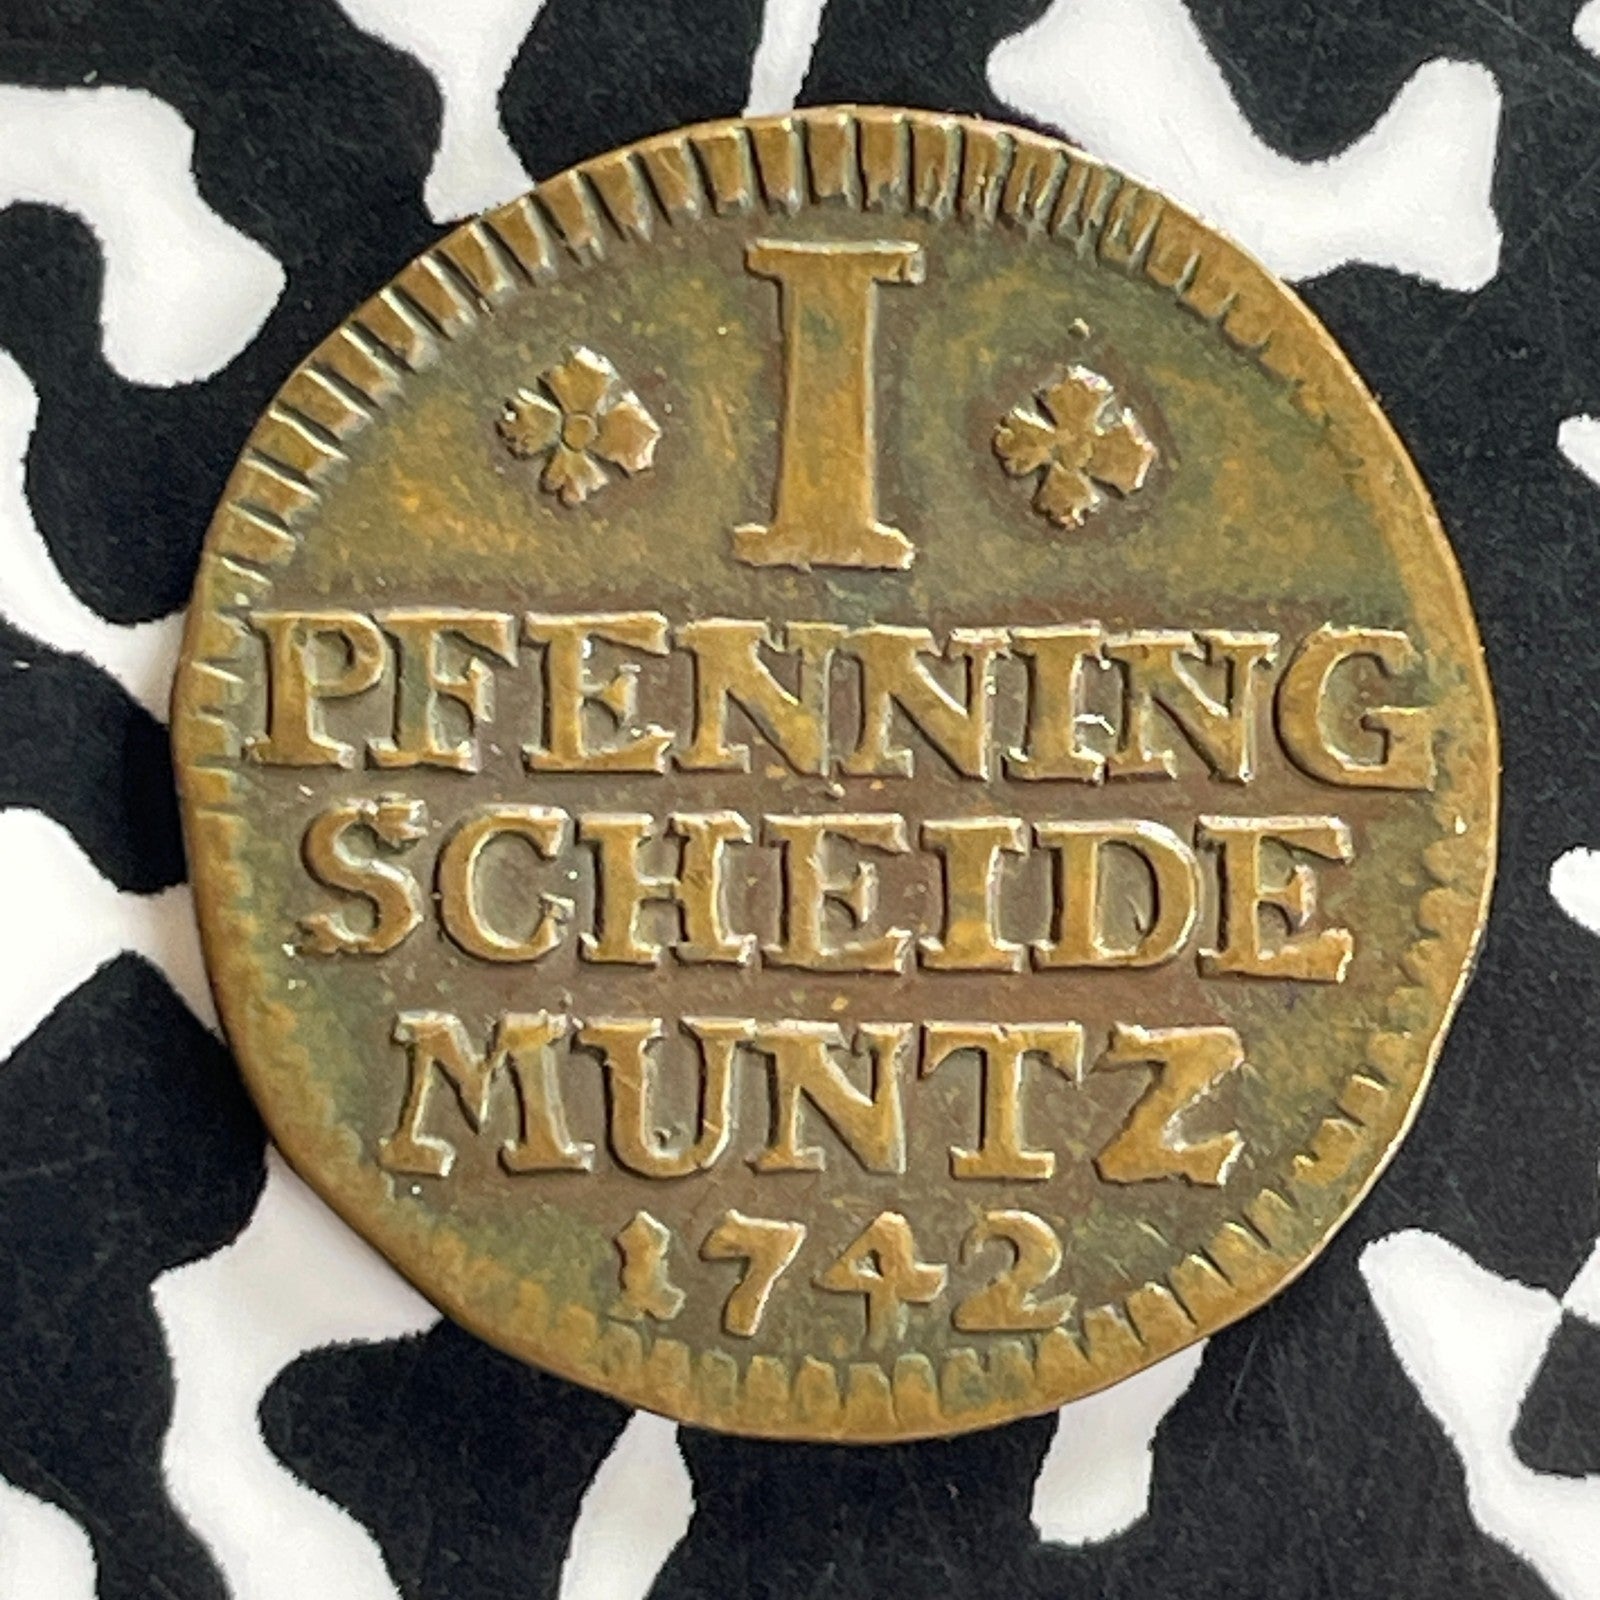 I
PFENNING
SCHEIDE
MUNTZ
1742